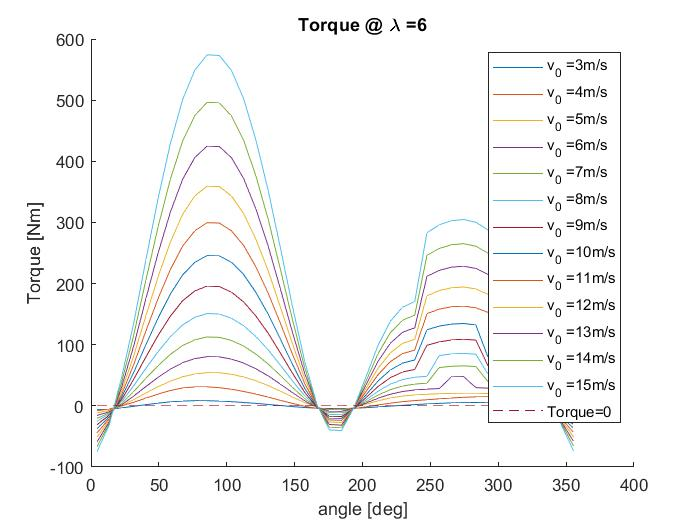 Torque @ λ =6
Torque [Nm]
600
500
400
300
200
100
0
-100
0 50 100 150 200 250 300 350 400
angle [deg]
v0 =3m/s
v0 =4m/s
v0 =5m/s
v0 =6m/s
v0 =7m/s
v0 =8m/s
v0 =9m/s
v0 =10m/s
v0 =11m/s
v0 =12m/s
v0 =13m/s
v0 =14m/s
v0 =15m/s
Torque=0